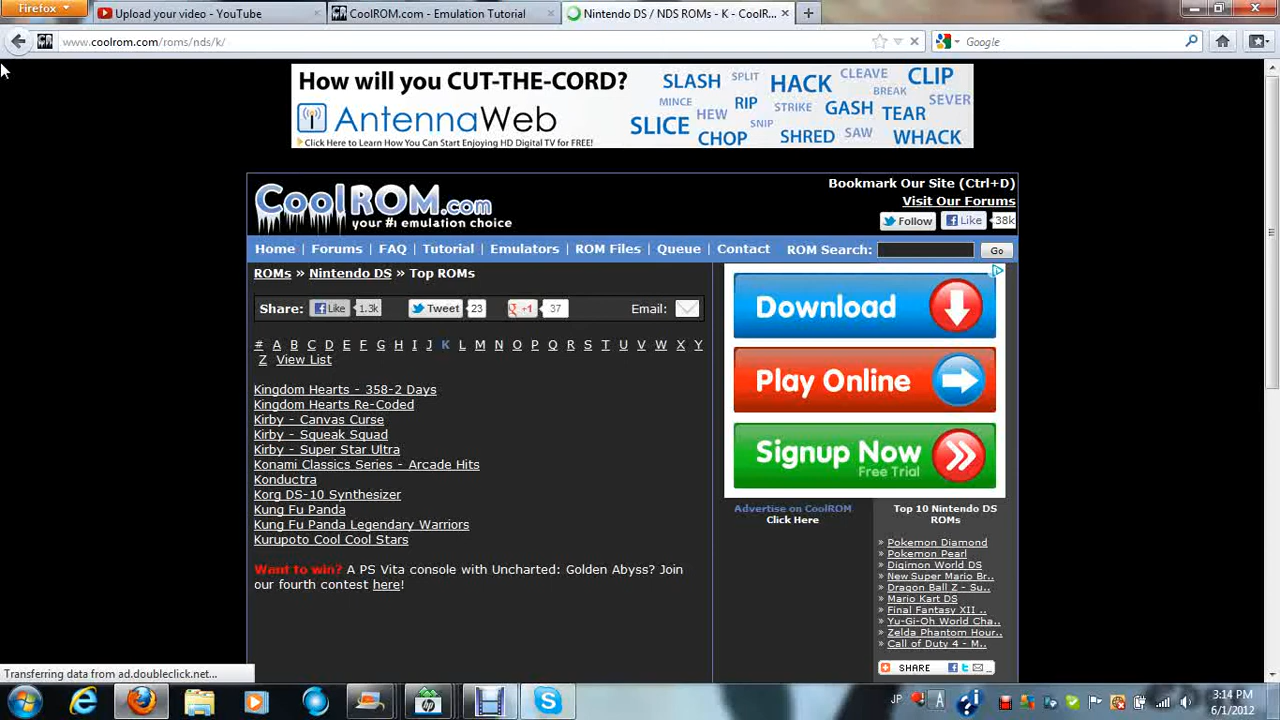 Firefox
Upload your video - YouTube
CoolROM.com - Emulation Tutorial
Nintendo DS / NDS ROMs - K - CoolR...
www.coolrom.com/roms/nds/k/
Google
How will you CUT-THE-CORD?
AntennaWeb
Click Here to Learn How You Can Start Enjoying HD Digital TV for FREE!
SLASH SPLIT HACK CLEAVE CLIP
MINCE RIP STRIKE BREAK SEVER
HEW GASH TEAR
SLICE SNIP
CHOP SHRED SAW WHACK
CoolROM.com
your #1 emulation choice
Bookmark Our Site (Ctrl+D)
Visit Our Forums
Follow Like 38k
Home Forums FAQ Tutorial Emulators ROM Files Queue Contact ROM Search: Go
ROMs » Nintendo DS » Top ROMs
Share: Like 1.3k Tweet 23 +1 37 Email:
# A B C D E F G H I J K L M N O P Q R S T U V W X Y
Z View List
Kingdom Hearts - 358-2 Days
Kingdom Hearts Re-Coded
Kirby - Canvas Curse
Kirby - Squeak Squad
Kirby - Super Star Ultra
Konami Classics Series - Arcade Hits
Konductra
Korg DS-10 Synthesizer
Kung Fu Panda
Kung Fu Panda Legendary Warriors
Kurupoto Cool Cool Stars
Want to win? A PS Vita console with Uncharted: Golden Abyss? Join
our fourth contest here!
Download
Play Online
Signup Now
Free Trial
Advertise on CoolROM
Click Here
Top 10 Nintendo DS
ROMs
» Pokemon Diamond
» Pokemon Pearl
» Digimon World DS
» New Super Mario Br..
» Dragon Ball Z - Su..
» Mario Kart DS
» Final Fantasy XII ..
» Yu-Gi-Oh World Cha..
» Zelda Phantom Hour..
» Call of Duty 4 - M..
SHARE
Transferring data from ad.doubleclick.net...
JP
A
3:14 PM
6/1/2012